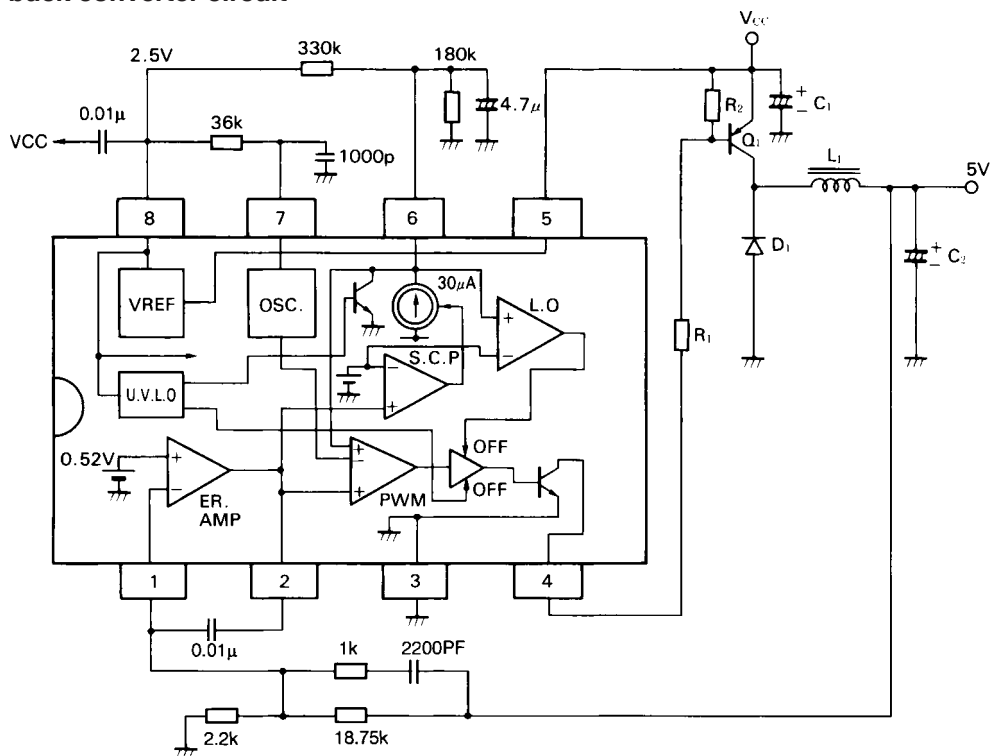 buck converter circuit
2.5V
330k
180k
VCC
0.01μ
36k
1000p
4.7μ
VCC
R2
C1
Q1
L1
5V
D1
C2
R1
8
7
6
5
VREF
OSC.
30μA
L.O
S.C.P
U.V.L.O
0.52V
ER.
AMP
PWM
OFF
OFF
1
2
3
4
0.01μ
1k
2200PF
2.2k
18.75k